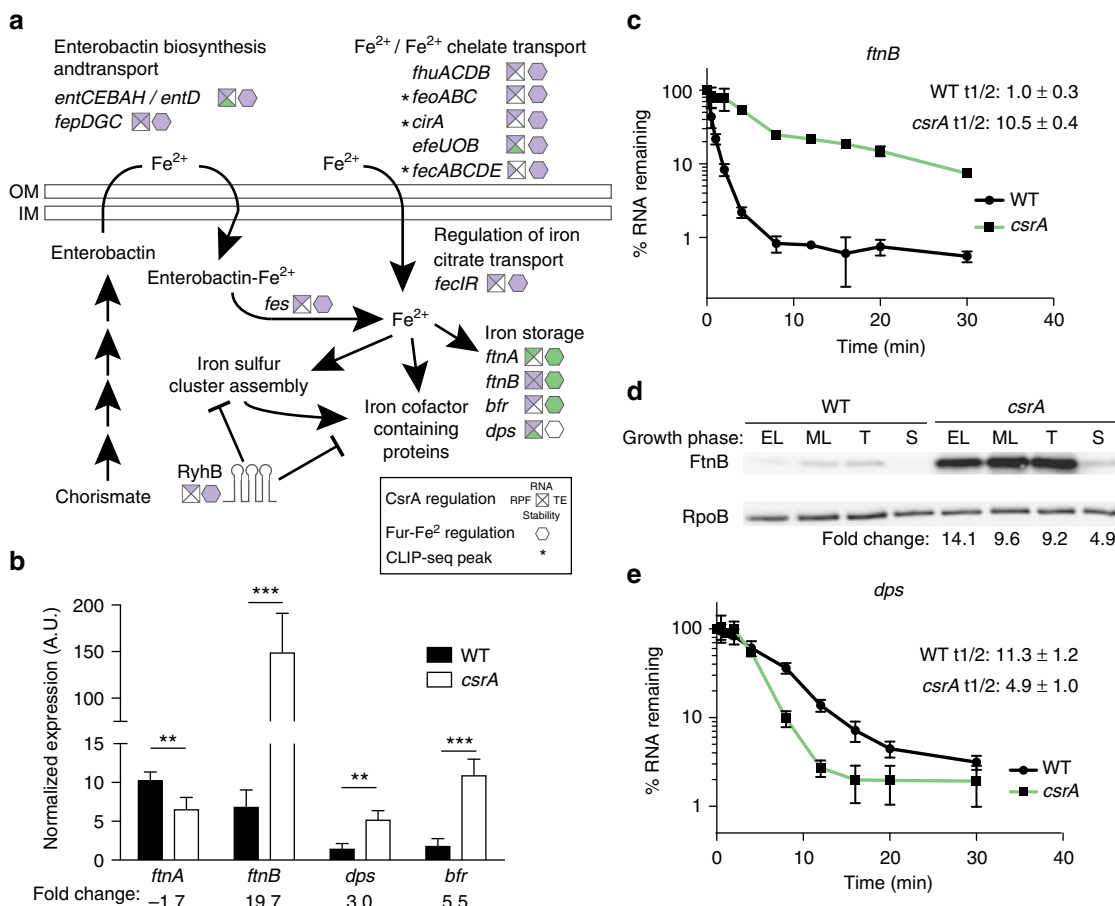 a
Enterobactin biosynthesis
andtransport
entCEBAH / entD
fepDGC
Fe2+ / Fe2+ chelate transport
fhuACDB
* feoABC
* cirA
efeUOB
* fecABCDE
Fe2+
Fe2+
OM
IM
Enterobactin
Enterobactin-Fe2+
fes
Regulation of iron
citrate transport
fecIR
Fe2+
Iron storage
ftnA
ftnB
bfr
dps
Iron sulfur
cluster assembly
Iron cofactor
containing
proteins
RyhB
Chorismate
CsrA regulation
RNA
RPF TE
Stability
Fur-Fe2 regulation
CLIP-seq peak *
b
Normalized expression (A.U.)
200
150
100
50
15
10
5
0
**
***
**
***
WT
csrA
ftnA ftnB dps bfr
Fold change: –1.7 19.7 3.0 5.5
c
ftnB
% RNA remaining
100
10
1
WT t1/2: 1.0 ± 0.3
csrA t1/2: 10.5 ± 0.4
WT
csrA
0 10 20 30 40
Time (min)
d
WT csrA
Growth phase: EL ML T S EL ML T S
FtnB
RpoB
Fold change: 14.1 9.6 9.2 4.9
e
dps
% RNA remaining
100
10
1
WT t1/2: 11.3 ± 1.2
csrA t1/2: 4.9 ± 1.0
WT
csrA
0 10 20 30 40
Time (min)